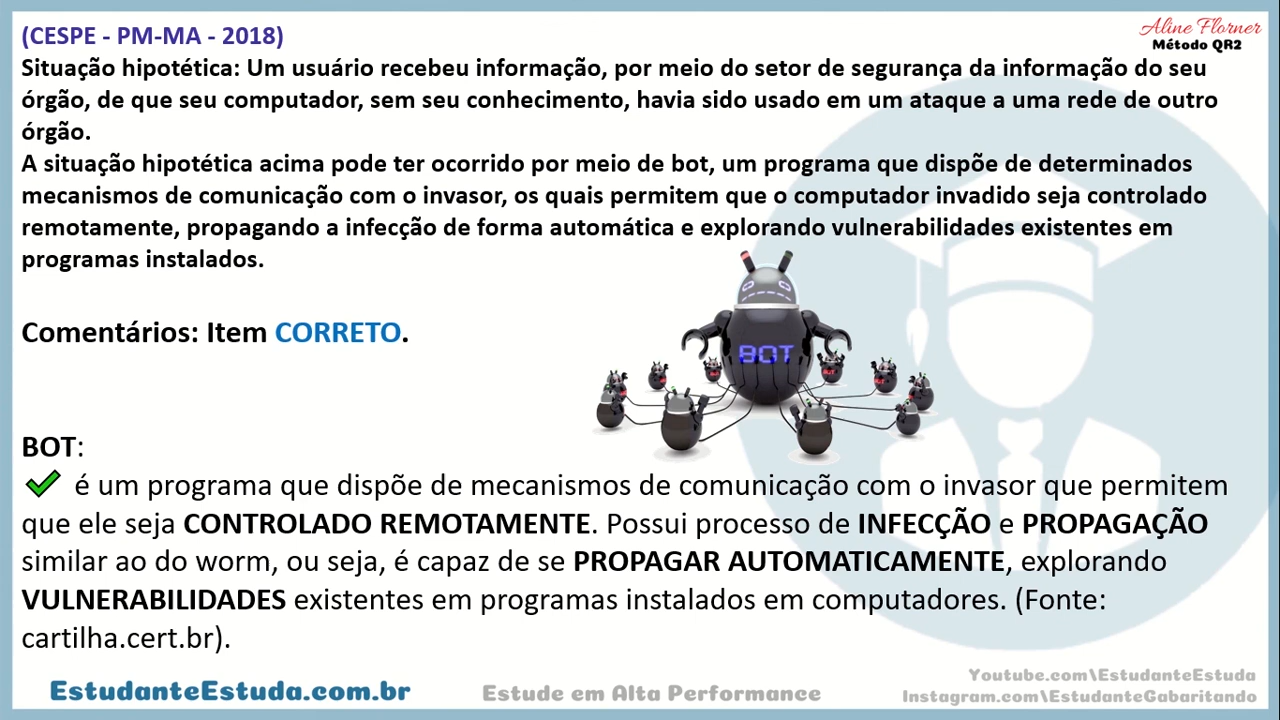 (CESPE - PM-MA - 2018)
Aline Florner
Método QR2
Situação hipotética: Um usuário recebeu informação, por meio do setor de segurança da informação do seu
órgão, de que seu computador, sem seu conhecimento, havia sido usado em um ataque a uma rede de outro
órgão.
A situação hipotética acima pode ter ocorrido por meio de bot, um programa que dispõe de determinados
mecanismos de comunicação com o invasor, os quais permitem que o computador invadido seja controlado
remotamente, propagando a infecção de forma automática e explorando vulnerabilidades existentes em
programas instalados.
Comentários: Item CORRETO.
BOT
BOT:
é um programa que dispõe de mecanismos de comunicação com o invasor que permitem
que ele seja CONTROLADO REMOTAMENTE. Possui processo de INFECÇÃO e PROPAGAÇÃO
similar ao do worm, ou seja, é capaz de se PROPAGAR AUTOMATICAMENTE, explorando
VULNERABILIDADES existentes em programas instalados em computadores. (Fonte:
cartilha.cert.br).
EstudanteEstuda.com.br
Estude em Alta Performance
Youtube.com\EstudanteEstuda
Instagram.com\EstudanteGabaritando